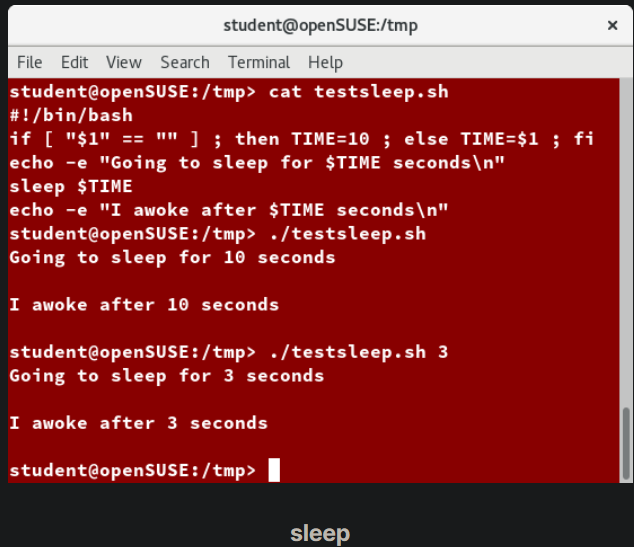 student@openSUSE:/tmp
×
File Edit View Search Terminal Help
student@openSUSE:/tmp> cat testsleep.sh
#!/bin/bash
if [ "$1" == "" ] ; then TIME=10 ; else TIME=$1 ; fi
echo -e "Going to sleep for $TIME seconds\n"
sleep $TIME
echo -e "I awoke after $TIME seconds\n"
student@openSUSE:/tmp> ./testsleep.sh
Going to sleep for 10 seconds
I awoke after 10 seconds
student@openSUSE:/tmp> ./testsleep.sh 3
Going to sleep for 3 seconds
I awoke after 3 seconds
student@openSUSE:/tmp>
sleep